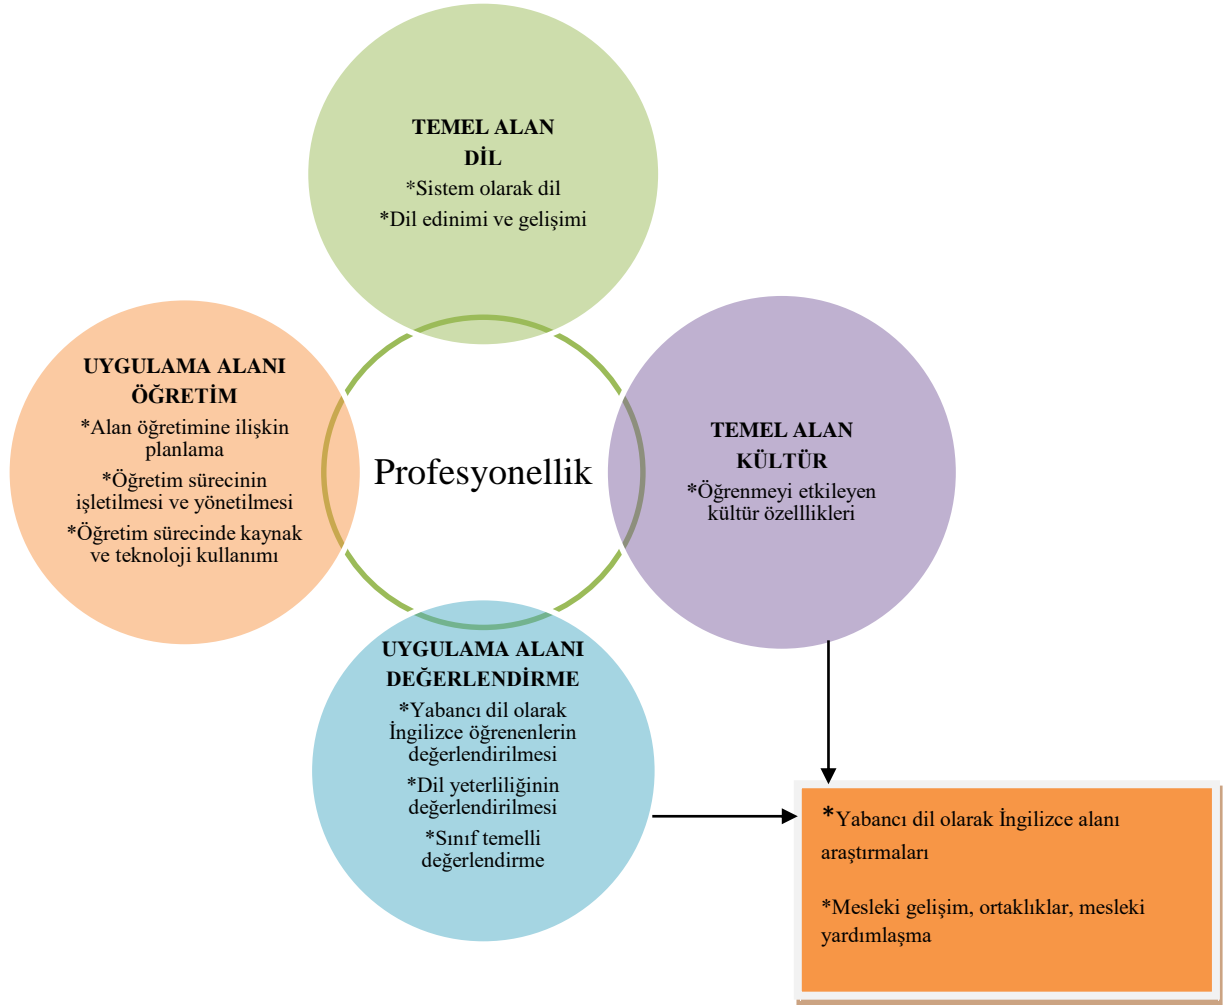 TEMEL ALAN
DİL
*Sistem olarak dil
*Dil edinimi ve gelişimi
UYGULAMA ALANI
ÖĞRETİM
*Alan öğretimine ilişkin
planlama
*Öğretim sürecinin
işletilmesi ve yönetilmesi
*Öğretim sürecinde kaynak
ve teknoloji kullanımı
Profesyonellik
TEMEL ALAN
KÜLTÜR
*Öğrenmeyi etkileyen
kültür özelllikleri
UYGULAMA ALANI
DEĞERLENDİRME
*Yabancı dil olarak
İngilizce öğrenenlerin
değerlendirilmesi
*Dil yeterliliğinin
değerlendirilmesi
*Sınıf temelli
değerlendirme
*Yabancı dil olarak İngilizce alanı
araştırmaları
*Mesleki gelişim, ortaklıklar, mesleki
yardımlaşma